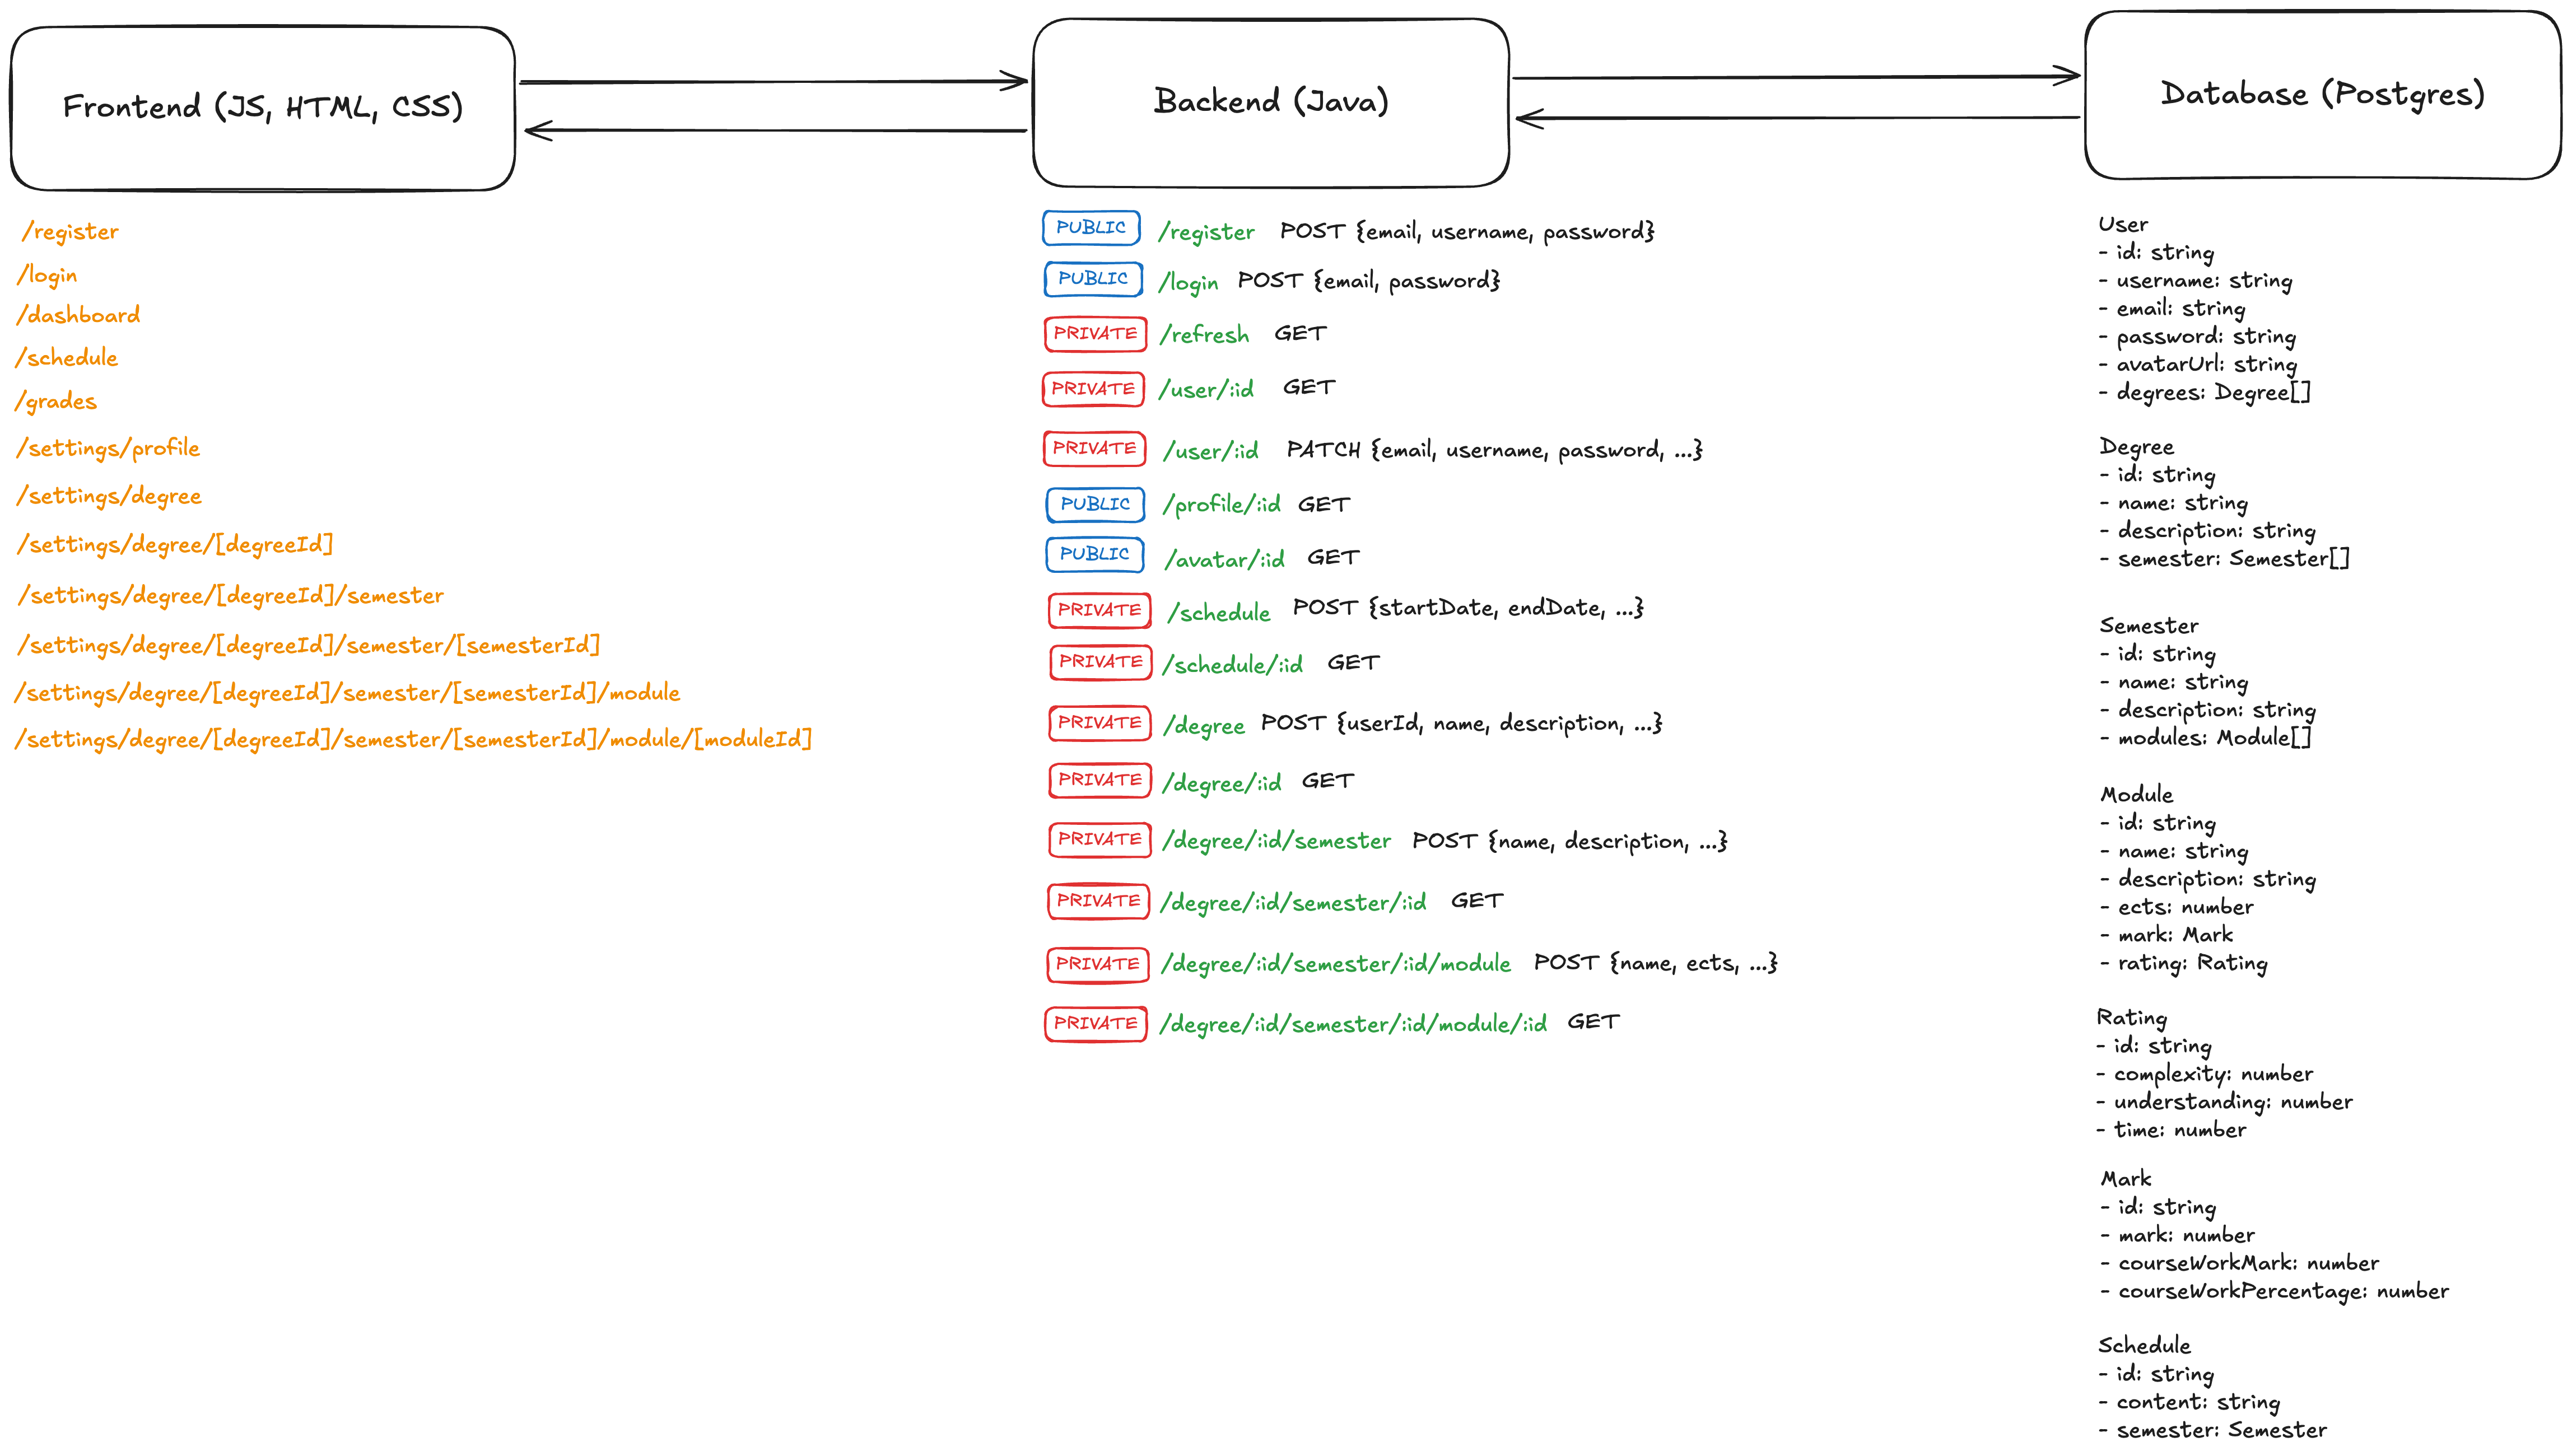 Frontend (JS, HTML, CSS)
/register
/login
/dashboard
/schedule
/grades
/settings/profile
/settings/degree
/settings/degree/[degreeId]
/settings/degree/[degreeId]/semester
/settings/degree/[degreeId]/semester/[semesterId]
/settings/degree/[degreeId]/semester/[semesterId]/module
/settings/degree/[degreeId]/semester/[semesterId]/module/[moduleId]
Backend (Java)
PUBLIC /register POST {email, username, password}
PUBLIC /login POST {email, password}
PRIVATE /refresh GET
PRIVATE /user/:id GET
PRIVATE /user/:id PATCH {email, username, password, ...}
PUBLIC /profile/:id GET
PUBLIC /avatar/:id GET
PRIVATE /schedule POST {startDate, endDate, ...}
PRIVATE /schedule/:id GET
PRIVATE /degree POST {userId, name, description, ...}
PRIVATE /degree/:id GET
PRIVATE /degree/:id/semester POST {name, description, ...}
PRIVATE /degree/:id/semester/:id GET
PRIVATE /degree/:id/semester/:id/module POST {name, ects, ...}
PRIVATE /degree/:id/semester/:id/module/:id GET
Database (Postgres)
User
- id: string
- username: string
- email: string
- password: string
- avatarUrl: string
- degrees: Degree[]
Degree
- id: string
- name: string
- description: string
- semester: Semester[]
Semester
- id: string
- name: string
- description: string
- modules: Module[]
Module
- id: string
- name: string
- description: string
- ects: number
- mark: Mark
- rating: Rating
Rating
- id: string
- complexity: number
- understanding: number
- time: number
Mark
- id: string
- mark: number
- courseWorkMark: number
- courseWorkPercentage: number
Schedule
- id: string
- content: string
- semester: Semester